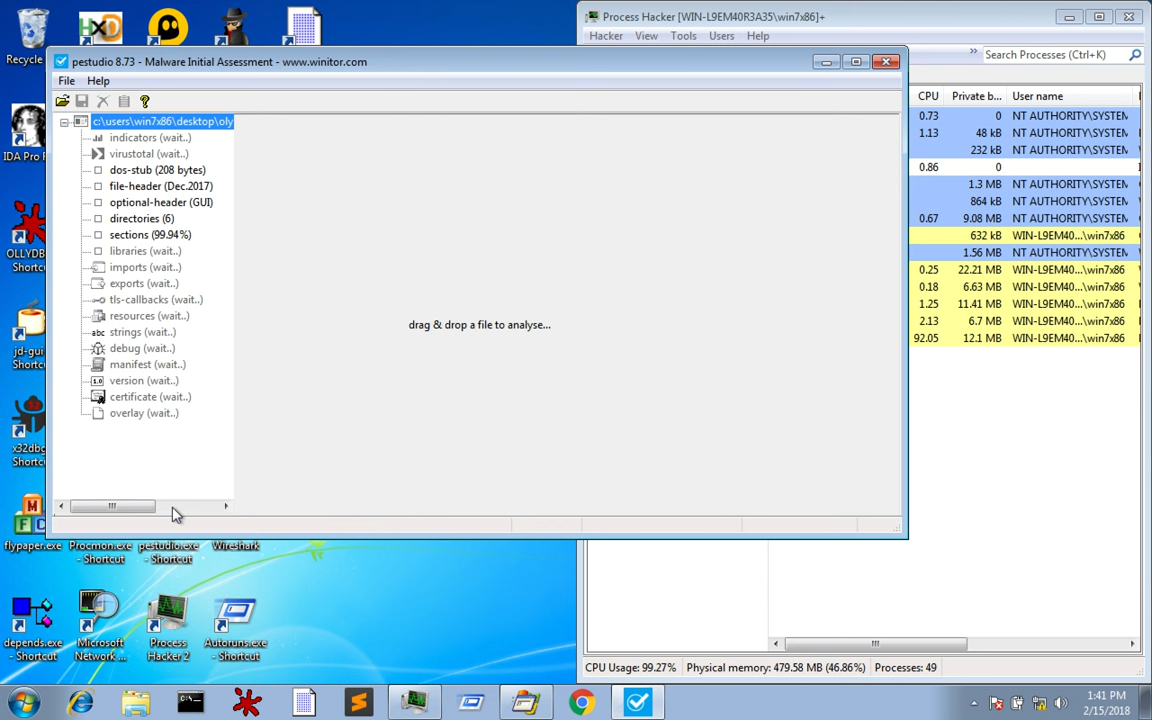 Process Hacker [WIN-L9EM40R3A35\win7x86]+
Hacker View Tools Users Help
» Search Processes (Ctrl+K)
CPU Private b... User name
0.73 0 NT AUTHORITY\SYSTEM
1.13 48 kB NT AUTHORITY\SYSTEM
232 kB NT AUTHORITY\SYSTEM
0.86 0
1.3 MB NT AUTHORITY\SYSTEM
864 kB NT AUTHORITY\SYSTEM
0.67 9.08 MB NT AUTHORITY\SYSTEM
632 kB WIN-L9EM40...\win7x86
1.56 MB NT AUTHORITY\SYSTEM
0.25 22.21 MB WIN-L9EM40...\win7x86
0.18 6.63 MB WIN-L9EM40...\win7x86
1.25 11.41 MB WIN-L9EM40...\win7x86
2.13 6.7 MB WIN-L9EM40...\win7x86
92.05 12.1 MB WIN-L9EM40...\win7x86
CPU Usage: 99.27% Physical memory: 479.58 MB (46.86%) Processes: 49
pestudio 8.73 - Malware Initial Assessment - www.winitor.com
File Help
c:\users\win7x86\desktop\oly
indicators (wait..)
virustotal (wait..)
dos-stub (208 bytes)
file-header (Dec.2017)
optional-header (GUI)
directories (6)
sections (99.94%)
libraries (wait..)
imports (wait..)
exports (wait..)
tls-callbacks (wait..)
resources (wait..)
abc strings (wait..)
debug (wait..)
manifest (wait..)
1.0 version (wait..)
certificate (wait..)
overlay (wait..)
drag & drop a file to analyse...
HXD
Recycle
IDA Pro
OLLYDB
Shortc
jd-gui
Shortc
x32dbg
Shortc
M
F
flypaper.exe
Procmon.exe
- Shortcut
pestudio.exe
- Shortcut
Wireshark
depends.exe
- Shortcut
Microsoft
Network ...
Process
Hacker 2
Autoruns.exe
- Shortcut
1:41 PM
2/15/2018